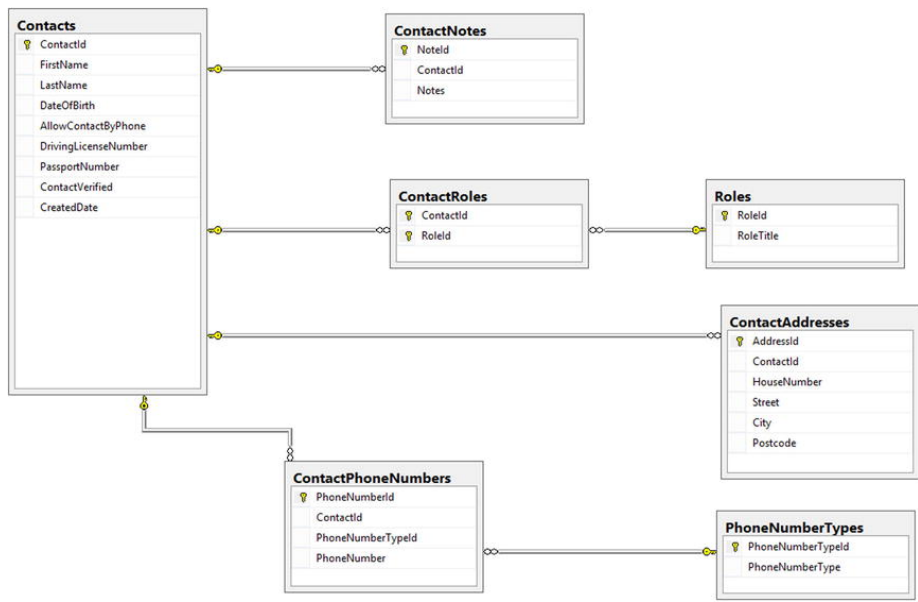 Contacts
ContactId
FirstName
LastName
DateOfBirth
AllowContactByPhone
DrivingLicenseNumber
PassportNumber
ContactVerified
CreatedDate
ContactNotes
NoteId
ContactId
Notes
ContactRoles
ContactId
RoleId
Roles
RoleId
RoleTitle
ContactAddresses
AddressId
ContactId
HouseNumber
Street
City
Postcode
ContactPhoneNumbers
PhoneNumberId
ContactId
PhoneNumberTypeId
PhoneNumber
PhoneNumberTypes
PhoneNumberTypeId
PhoneNumberType